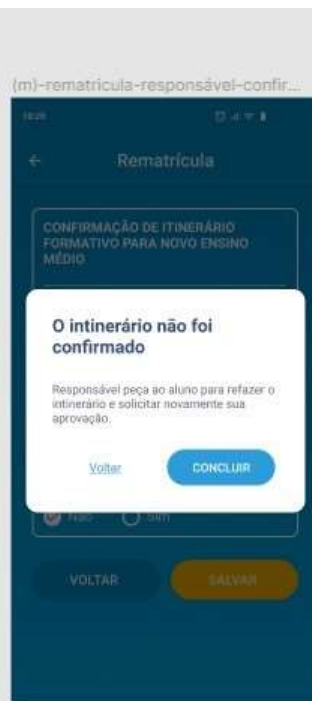 (m)-rematricula-responsável-confir...
Rematrícula
CONFIRMAÇÃO DE ITINERÁRIO
FORMATIVO PARA NOVO ENSINO
MÉDIO
O intinerário não foi
confirmado
Responsável peça ao aluno para refazer o
intinerário e solicitar novamente sua
aprovação.
Voltar CONCLUIR
Não Sim
VOLTAR SALVAR